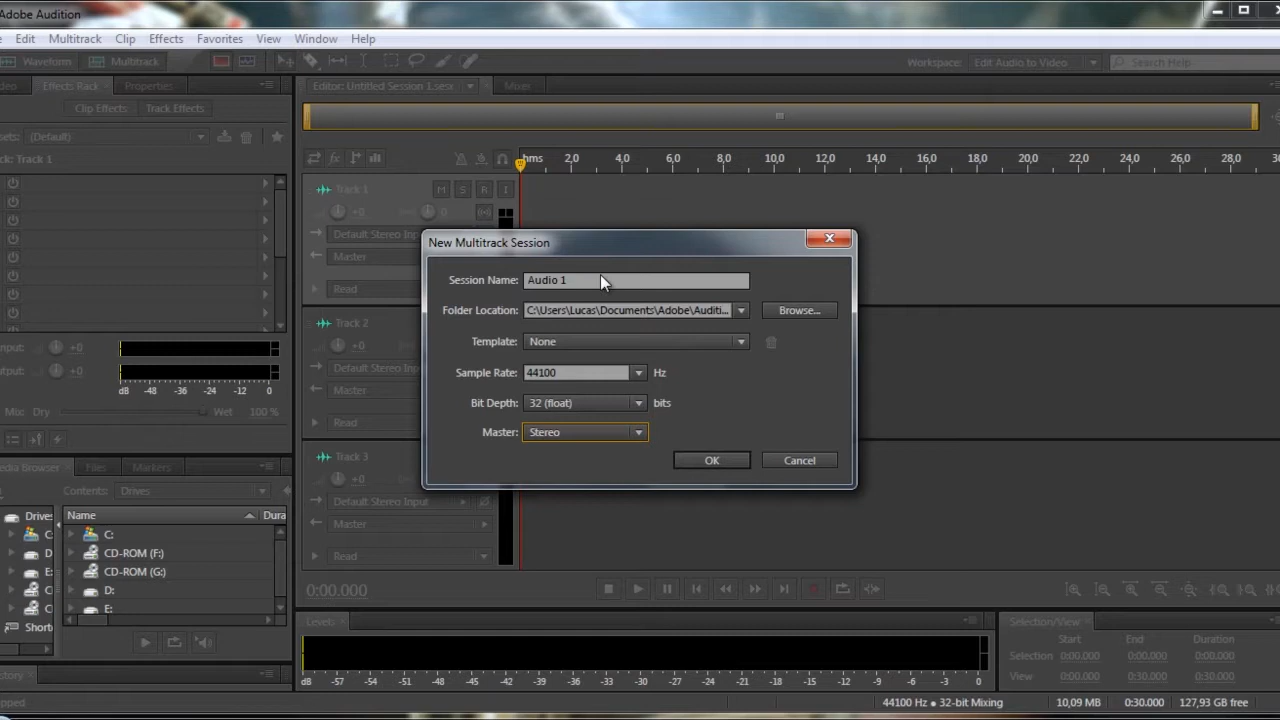 Adobe Audition
Edit Multitrack Clip Effects Favorites View Window Help
Waveform Multitrack Workspace: Edit Audio to Video Search Help
Effects Rack Properties Editor: Untitled Session 1.sesx Mixer
Clip Effects Track Effects
(Default)
Track 1
hms 2,0 4,0 6,0 8,0 10,0 12,0 14,0 16,0 18,0 20,0 22,0 24,0 26,0 28,0
Track 1 M S R I
+0 0
Default Stereo Inp
Master
Read
Track 2
+0
Default Stereo Inp
Master
Read
Track 3
+0
Default Stereo Input
Master
Read
New Multitrack Session
Session Name: Audio 1
Folder Location: C:\Users\Lucas\Documents\Adobe\Auditi... Browse...
Template: None
Sample Rate: 44100 Hz
Bit Depth: 32 (float) bits
Master: Stereo
OK Cancel
+0
+0
dB -48 -36 -24 -12 0
Mix: Dry Wet 100 %
Files Markers
Contents: Drives
Drives
Name Dura
C:
CD-ROM (F:)
CD-ROM (G:)
D:
E:
C:
D
E:
C
C
Short
0:00.000
Levels
dB -57 -54 -51 -48 -45 -42 -39 -36 -33 -30 -27 -24 -21 -18 -15 -12 -9 -6 -3 0
Selection/View
Start End Duration
Selection 0:00.000 0:00.000 0:00.000
View 0:00.000 0:30.000 0:30.000
44100 Hz ● 32-bit Mixing 10,09 MB 0:30.000 127,93 GB free